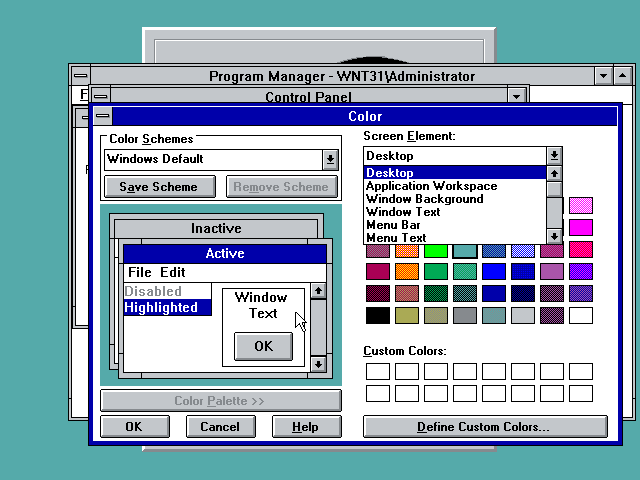 Program Manager - WNT31\Administrator
Control Panel
Color
Color Schemes
Windows Default
Save Scheme
Remove Scheme
Inactive
Active
File Edit
Disabled
Highlighted
Window
Text
OK
Color Palette >>
OK
Cancel
Help
Screen Element:
Desktop
Desktop
Application Workspace
Window Background
Window Text
Menu Bar
Menu Text
Custom Colors:
Define Custom Colors...